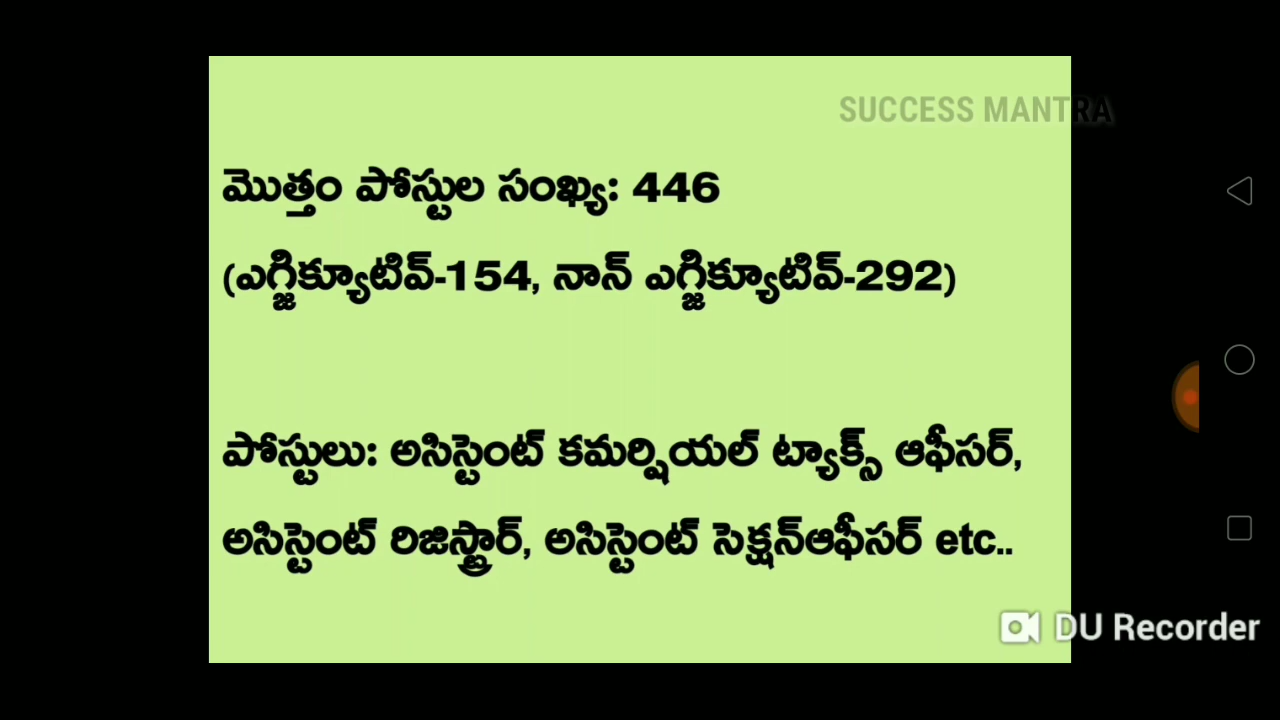 SUCCESS MANTRA
మొత్తం పోస్టుల సంఖ్య: 446
(ఎగ్జిక్యూటివ్-154, నాన్ ఎగ్జిక్యూటివ్-292)
పోస్టులు: అసిస్టెంట్ కమర్షియల్ ట్యాక్స్ ఆఫీసర్,
అసిస్టెంట్ రిజిస్ట్రార్, అసిస్టెంట్ సెక్షన్ఆఫీసర్ etc..
DU Recorder